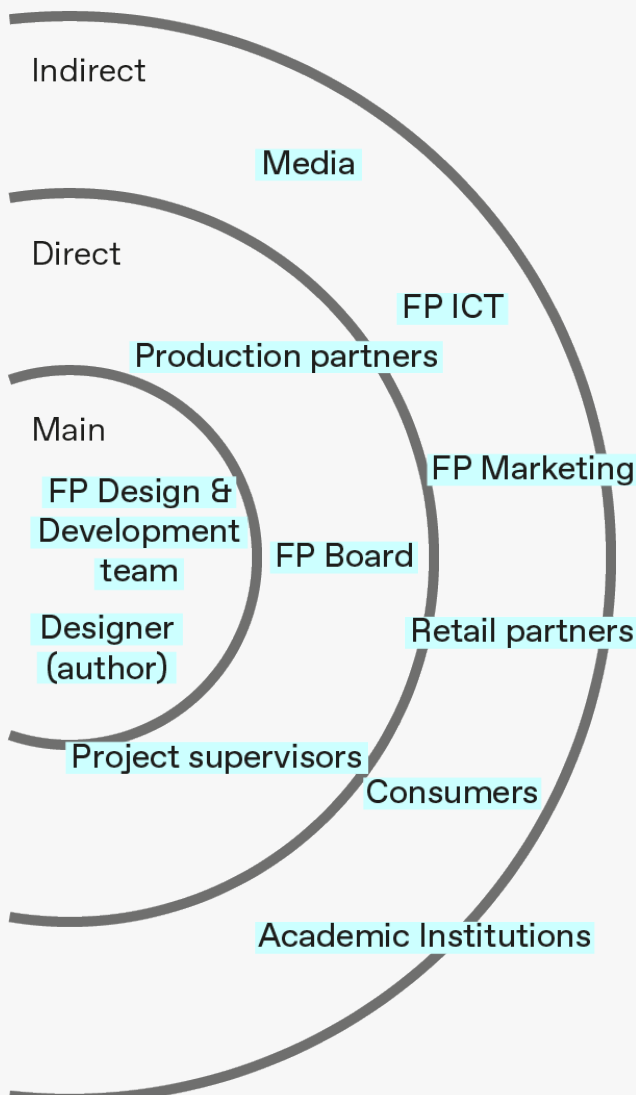 Indirect
Media
Direct
FP ICT
Production partners
Main
FP Marketing
FP Design &
Development
team
FP Board
Designer
(author)
Retail partners
Project supervisors
Consumers
Academic Institutions